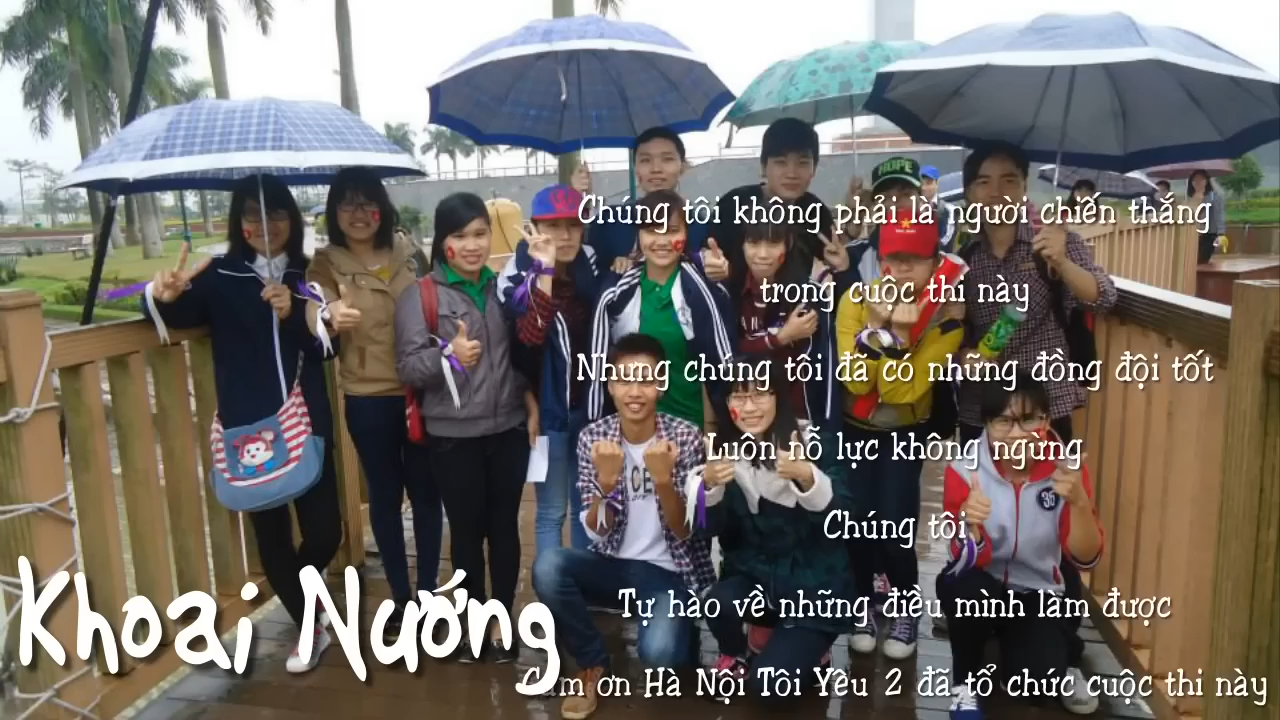 HOPE
Chúng tôi không phải là người chiến thắng
trong cuộc thi này
Nhưng chúng tôi đã có những đồng đội tốt
Luôn nỗ lực không ngừng
35
Chúng tôi
Tự hào về những điều mình làm được
Khoai Nướng
ơn Hà Nội Tôi Yêu 2 đã tổ chức cuộc thi này